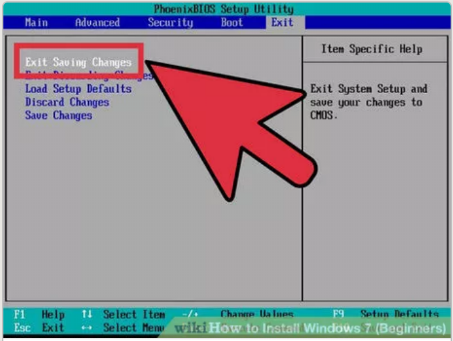 PhoenixBIOS Setup Utility
Main Advanced Security Boot Exit
Item Specific Help
Exit Saving Changes
Exit Discarding Changes
Load Setup Defaults
Discard Changes
Save Changes
Exit System Setup and
save your changes to
CMOS.
F1 Help ↑↓ Select Item -/+ Change Values F9 Setup Defaults
Esc Exit ↔ Select Menu
wikiHow to Install Windows 7 (Beginners)